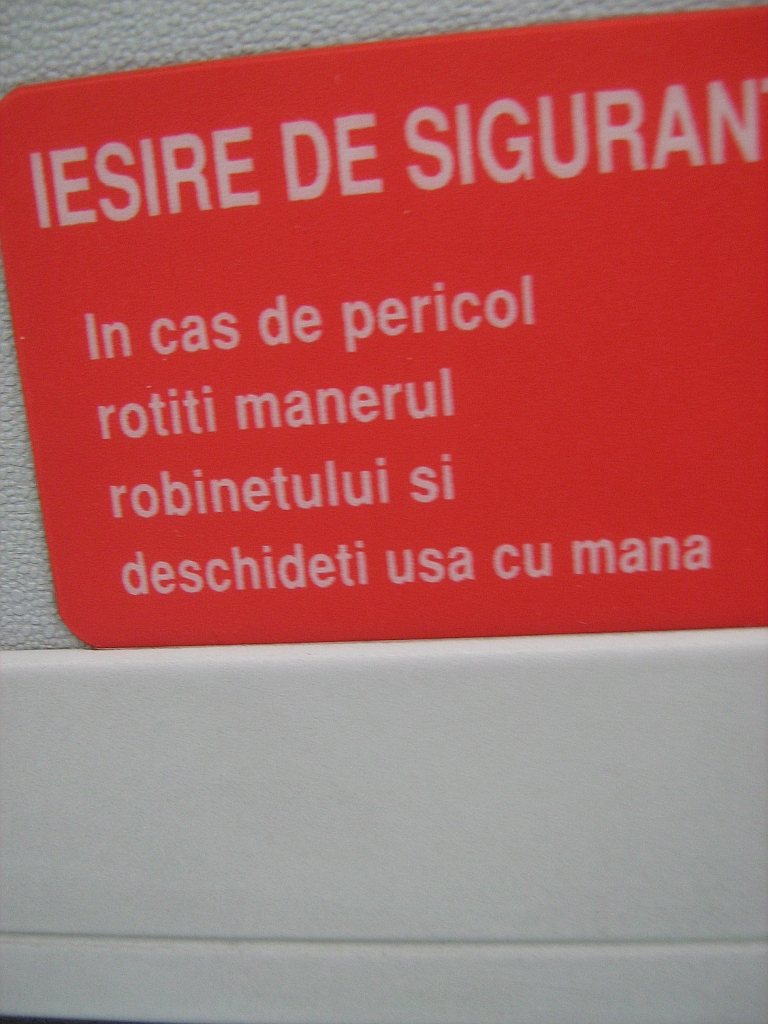 IESIRE DE SIGURANT
In cas de pericol
rotiti manerul
robinetului si
deschideti usa cu mana